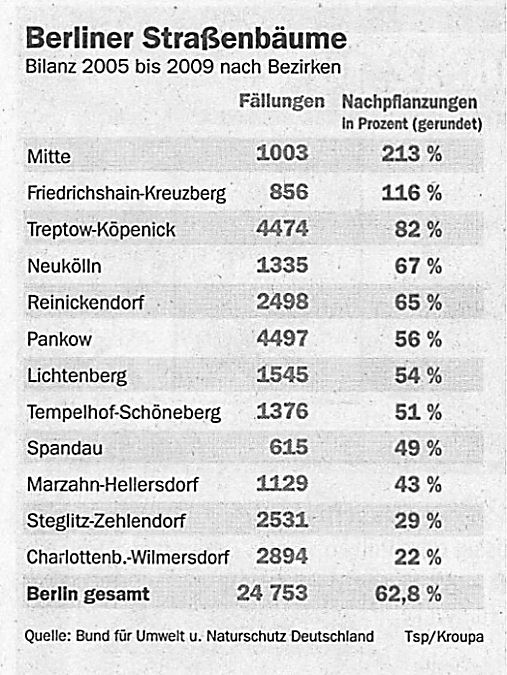 Berliner Straßenbäume
Bilanz 2005 bis 2009 nach Bezirken
Fällungen Nachpflanzungen
in Prozent (gerundet)
Mitte 1003 213 %
Friedrichshain-Kreuzberg 856 116 %
Treptow-Köpenick 4474 82 %
Neukölln 1335 67 %
Reinickendorf 2498 65 %
Pankow 4497 56 %
Lichtenberg 1545 54 %
Tempelhof-Schöneberg 1376 51 %
Spandau 615 49 %
Marzahn-Hellersdorf 1129 43 %
Steglitz-Zehlendorf 2531 29 %
Charlottenb.-Wilmersdorf 2894 22 %
Berlin gesamt 24 753 62,8 %
Quelle: Bund für Umwelt u. Naturschutz Deutschland Tsp/Kroupa